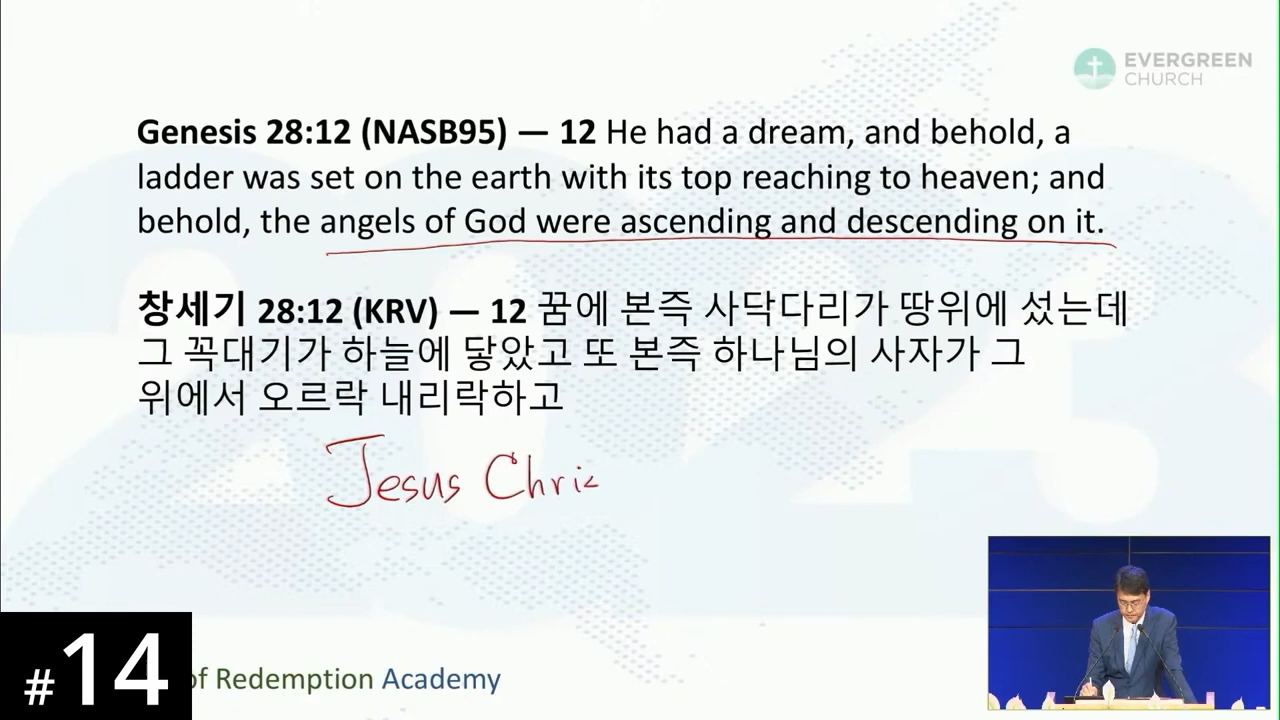 EVERGREEN
CHURCH
Genesis 28:12 (NASB95) — 12 He had a dream, and behold, a
ladder was set on the earth with its top reaching to heaven; and
behold, the angels of God were ascending and descending on it.
창세기 28:12 (KRV) — 12 꿈에 본즉 사닥다리가 땅위에 섰는데
그 꼭대기가 하늘에 닿았고 또 본즉 하나님의 사자가 그
위에서 오르락 내리락하고
Jesus Chris
#14
of Redemption Academy